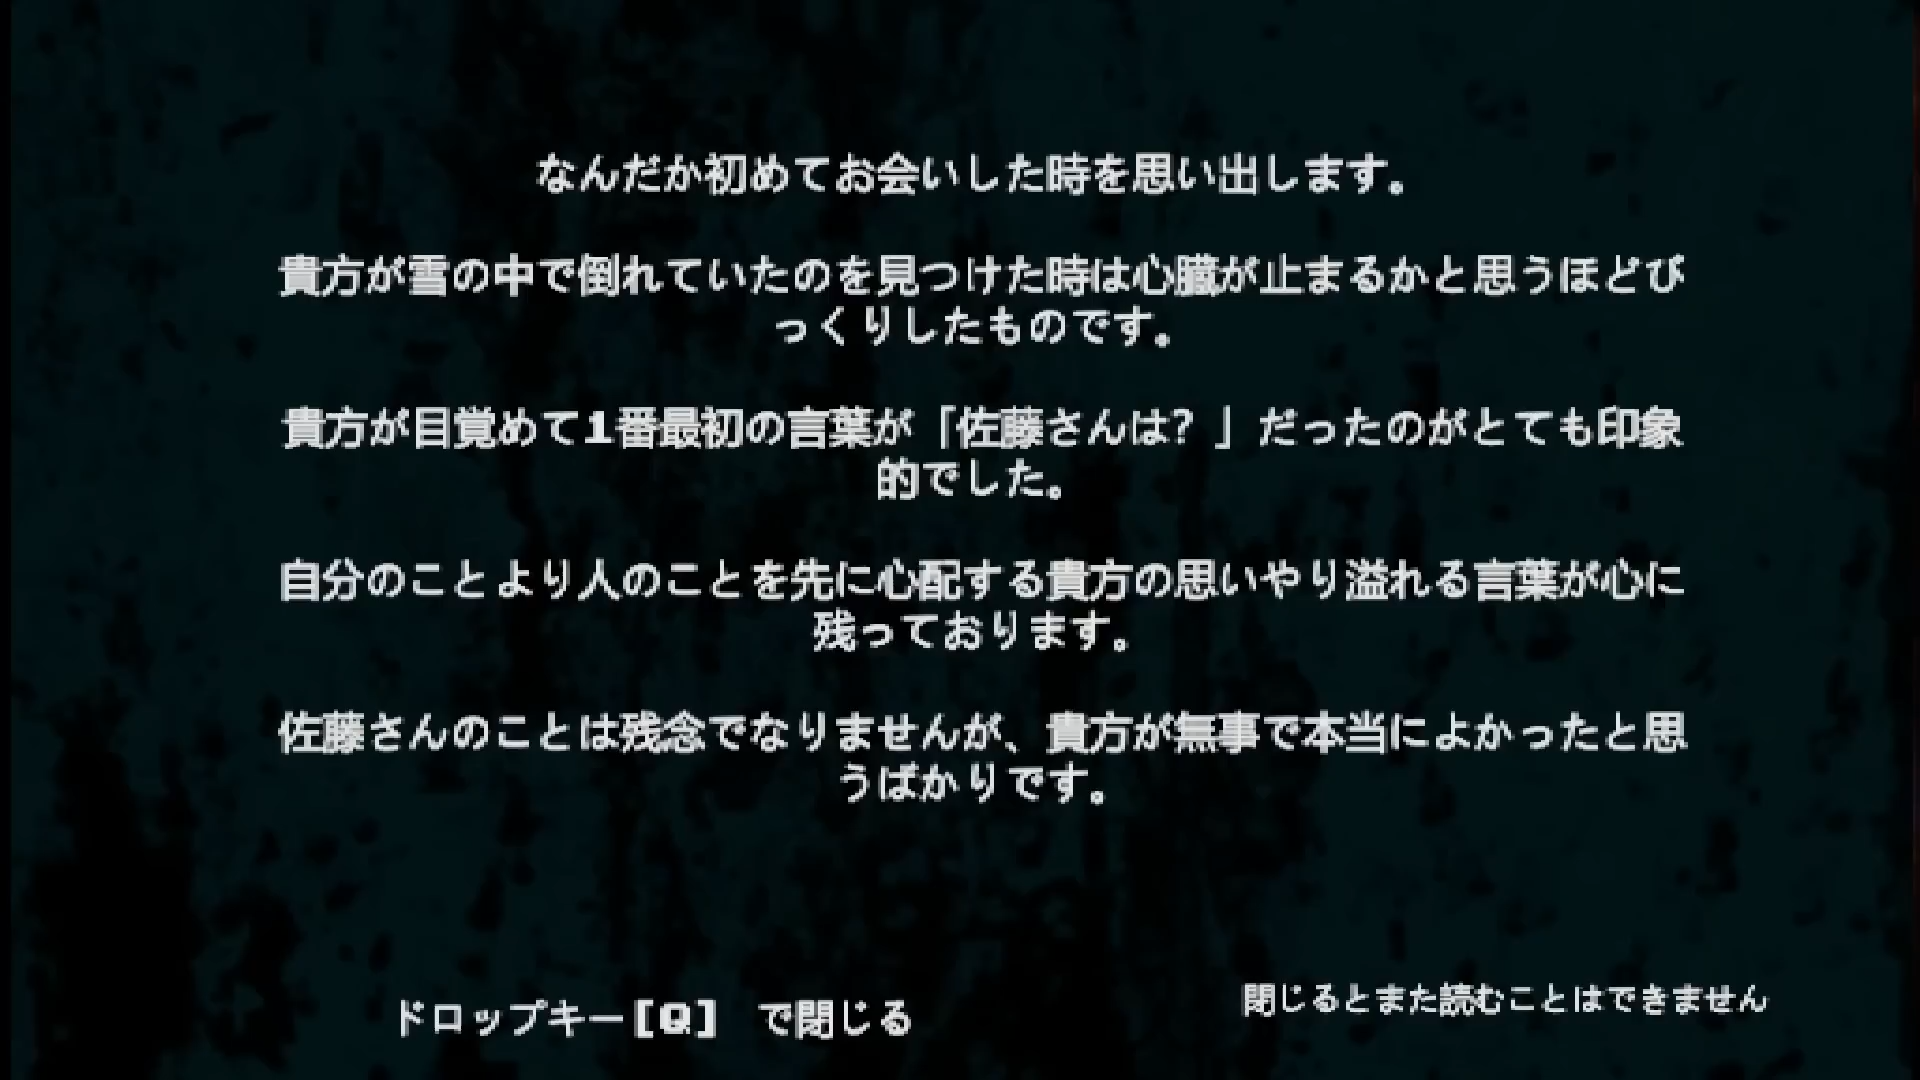 なんだか初めてお会いした時を思い出します。
貴方が雪の中で倒れていたのを見つけた時は心臓が止まるかと思うほどび
っくりしたものです。
貴方が目覚めて1番最初の言葉が「佐藤さんは?」だったのがとても印象
的でした。
自分のことより人のことを先に心配する貴方の思いやり溢れる言葉が心に
残っております。
佐藤さんのことは残念でなりませんが、貴方が無事で本当によかったと思
うばかりです。
ドロップキー[Q] で閉じる
閉じるとまた読むことはできません